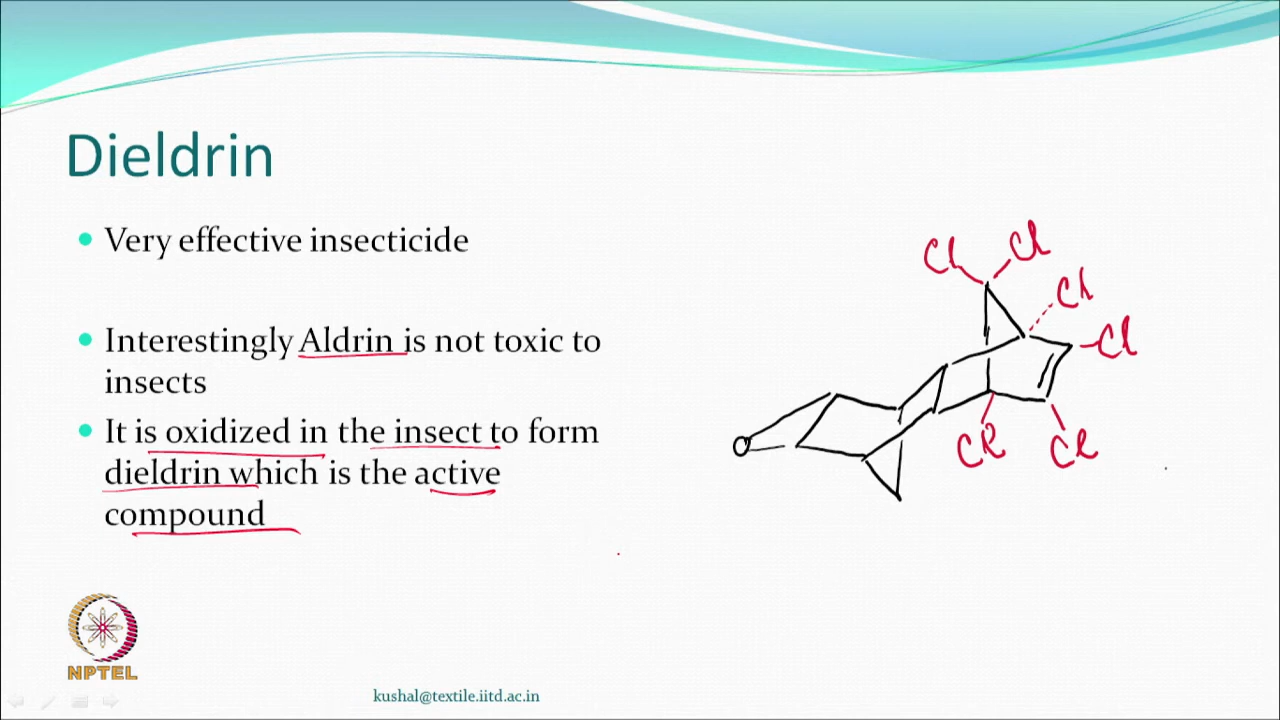 Dieldrin
Very effective insecticide
Interestingly Aldrin is not toxic to
insects
It is oxidized in the insect to form
dieldrin which is the active
compound
Cl Cl
Cl
Cl
Cl Cl
O
NPTEL
kushal@textile.iitd.ac.in